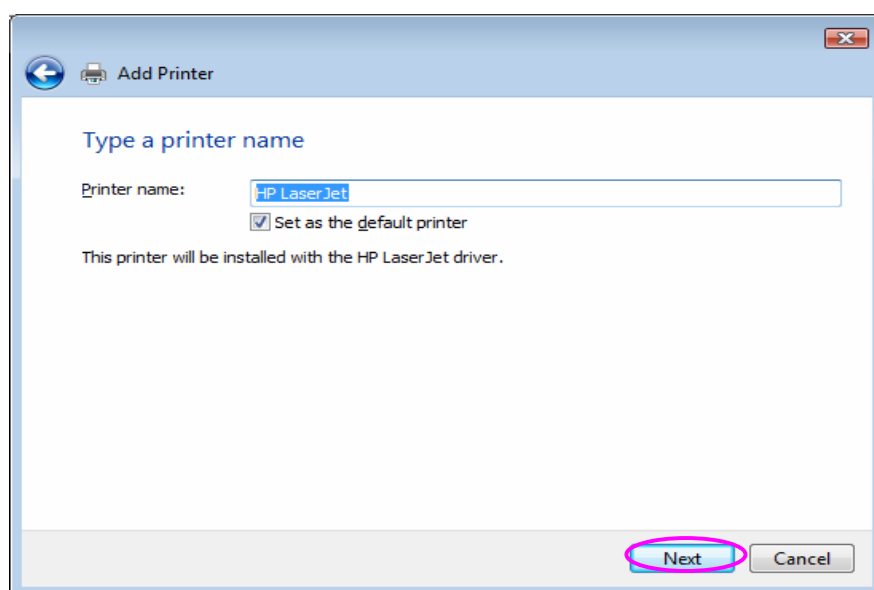 Add Printer
Type a printer name
Printer name:
HP LaserJet
Set as the default printer
This printer will be installed with the HP LaserJet driver.
Next
Cancel